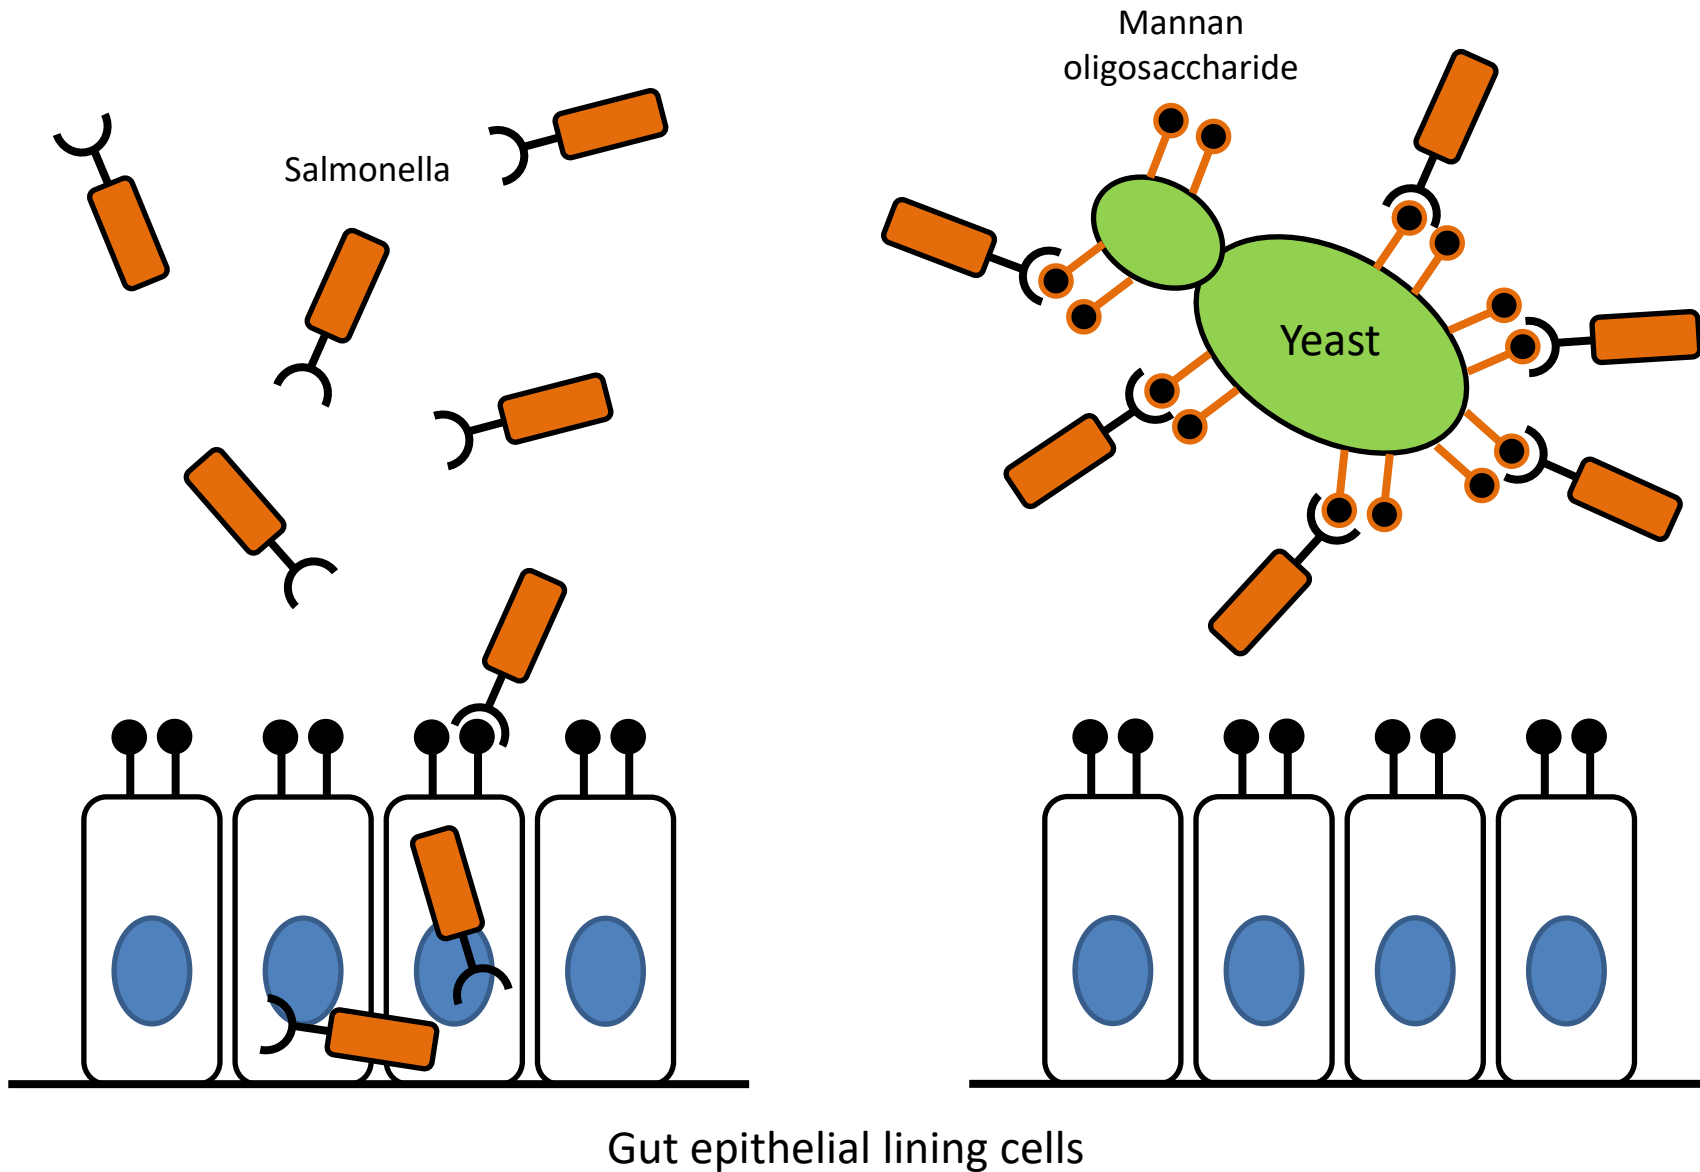 Mannan
oligosaccharide
Salmonella
Yeast
Gut epithelial lining cells